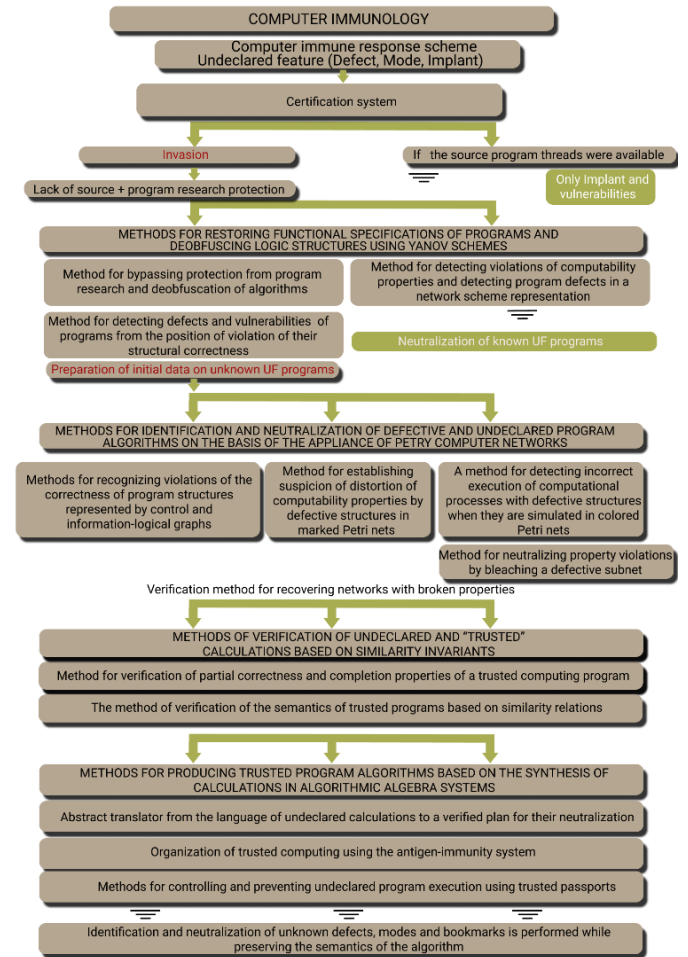 COMPUTER IMMUNOLOGY
Computer immune response scheme
Undeclared feature (Defect, Mode, Implant)
Certification system
Invasion
If the source program threads were available
Lack of source + program research protection
Only Implant and
vulnerabilities
METHODS FOR RESTORING FUNCTIONAL SPECIFICATIONS OF PROGRAMS AND
DEOBFUSCING LOGIC STRUCTURES USING YANOV SCHEMES
Method for bypassing protection from program
research and deobfuscation of algorithms
Method for detecting violations of computability
properties and detecting program defects in a
network scheme representation
Method for detecting defects and vulnerabilities of
programs from the position of violation of their
structural correctness
Neutralization of known UF programs
Preparation of initial data on unknown UF programs
METHODS FOR IDENTIFICATION AND NEUTRALIZATION OF DEFECTIVE AND UNDECLARED PROGRAM
ALGORITHMS ON THE BASIS OF THE APPLIANCE OF PETRY COMPUTER NETWORKS
Methods for recognizing violations of the
correctness of program structures
represented by control and
information-logical graphs
Method for establishing
suspicion of distortion of
computability properties by
defective structures in
marked Petri nets
A method for detecting incorrect
execution of computational
processes with defective structures
when they are simulated in colored
Petri nets
Method for neutralizing property violations
by bleaching a defective subnet
Verification method for recovering networks with broken properties
METHODS OF VERIFICATION OF UNDECLARED AND “TRUSTED”
CALCULATIONS BASED ON SIMILARITY INVARIANTS
Method for verification of partial correctness and completion properties of a trusted computing program
The method of verification of the semantics of trusted programs based on similarity relations
METHODS FOR PRODUCING TRUSTED PROGRAM ALGORITHMS BASED ON THE SYNTHESIS OF
CALCULATIONS IN ALGORITHMIC ALGEBRA SYSTEMS
Abstract translator from the language of undeclared calculations to a verified plan for their neutralization
Organization of trusted computing using the antigen-immunity system
Methods for controlling and preventing undeclared program execution using trusted passports
Identification and neutralization of unknown defects, modes and bookmarks is performed while
preserving the semantics of the algorithm